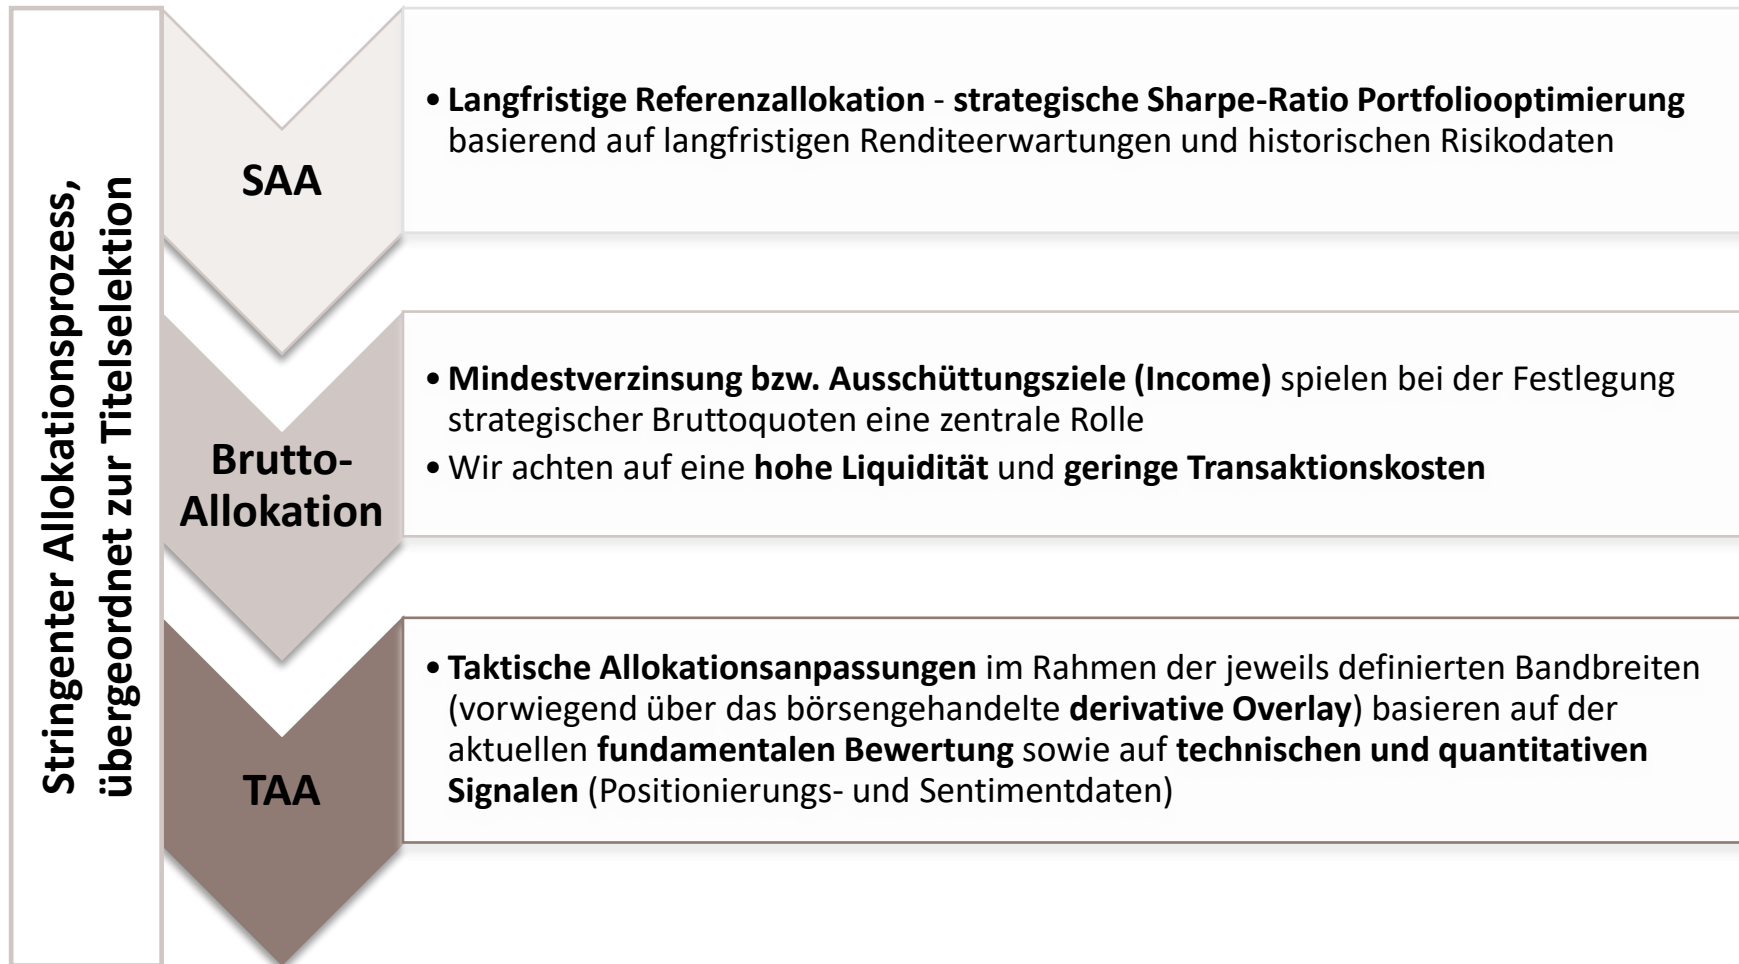 Stringenter Allokationsprozess,
übergeordnet zur Titelselektion
SAA
• Langfristige Referenzallokation - strategische Sharpe-Ratio Portfoliooptimierung
basierend auf langfristigen Renditeerwartungen und historischen Risikodaten
Brutto-
Allokation
• Mindestverzinsung bzw. Ausschüttungsziele (Income) spielen bei der Festlegung
strategischer Bruttoquoten eine zentrale Rolle
• Wir achten auf eine hohe Liquidität und geringe Transaktionskosten
TAA
• Taktische Allokationsanpassungen im Rahmen der jeweils definierten Bandbreiten
(vorwiegend über das börsengehandelte derivative Overlay) basieren auf der
aktuellen fundamentalen Bewertung sowie auf technischen und quantitativen
Signalen (Positionierungs- und Sentimentdaten)